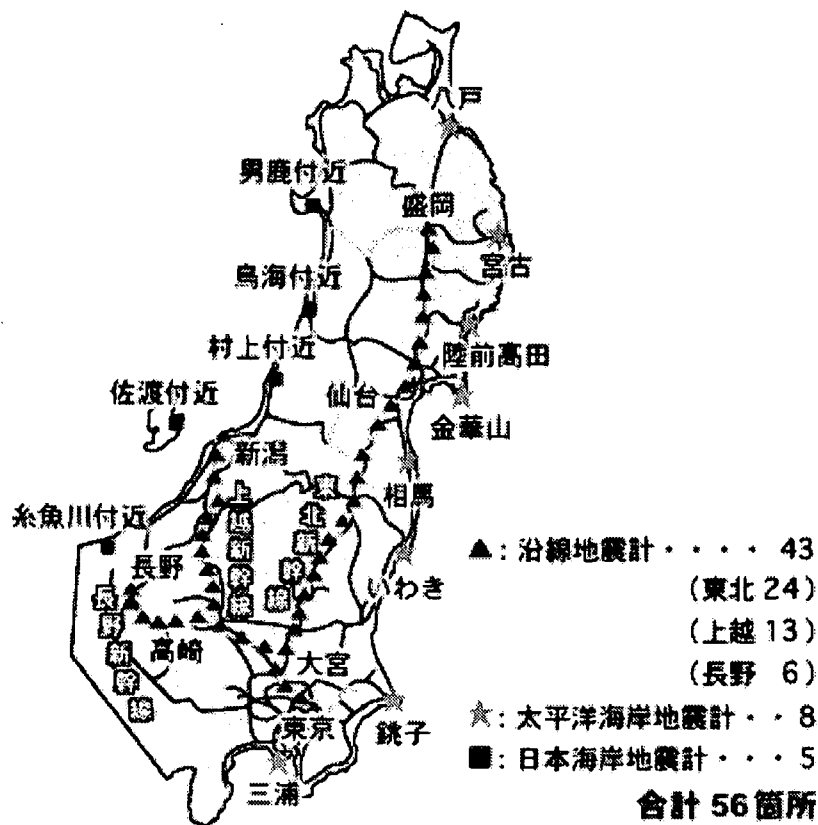 八戸
男鹿付近
盛岡
宮古
鳥海付近
陸前高田
村上付近
仙台
佐渡付近
金華山
新潟
相馬
東北新幹線
上越新幹線
糸魚川付近
長野
いわき
長野新幹線
高崎
大宮
東京
銚子
三浦
▲: 沿線地震計・・・・ 43
(東北 24)
(上越 13)
(長野 6)
★: 太平洋海岸地震計・・ 8
■: 日本海岸地震計・・・ 5
合計 56箇所